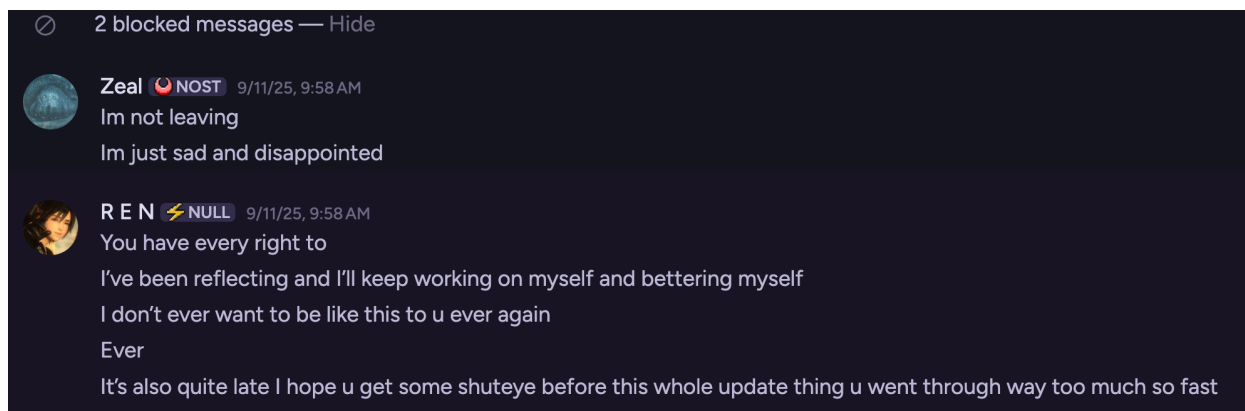 2 blocked messages — Hide
Zeal NOST 9/11/25, 9:58 AM
Im not leaving
Im just sad and disappointed
R E N NULL 9/11/25, 9:58 AM
You have every right to
I’ve been reflecting and I’ll keep working on myself and bettering myself
I don’t ever want to be like this to u ever again
Ever
It’s also quite late I hope u get some shuteye before this whole update thing u went through way too much so fast